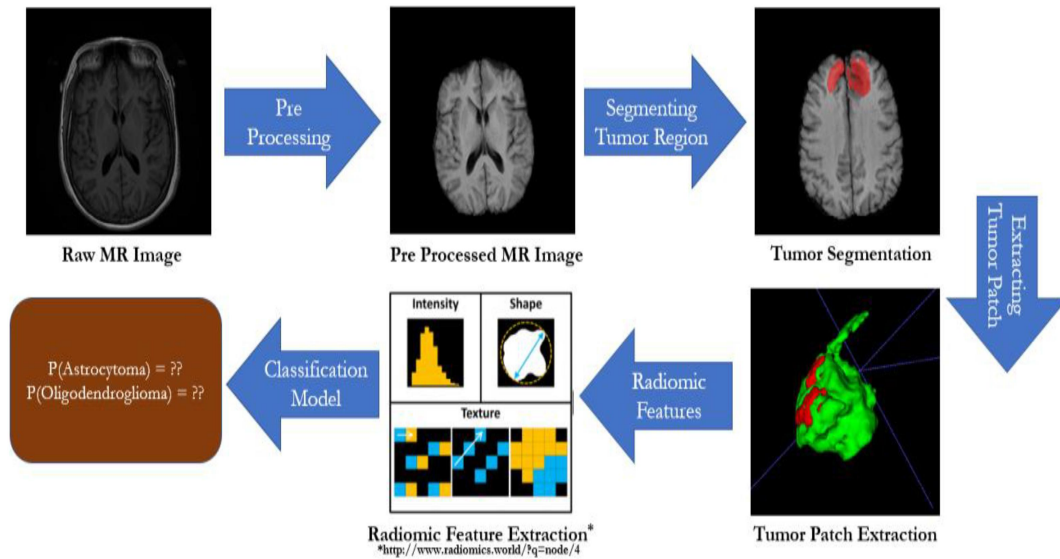 Pre
Processing
Segmenting
Tumor Region
Raw MR Image
Pre Processed MR Image
Tumor Segmentation
Extracting
Tumor Patch
Tumor Patch Extraction
Radiomic
Features
Intensity
Shape
Texture
Radiomic Feature Extraction*
*http://www.radiomics.world/?q=node/4
Classification
Model
P(Astrocytoma) = ??
P(Oligodendroglioma) = ??